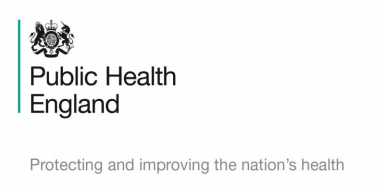 Public Health
England
Protecting and improving the nation's health